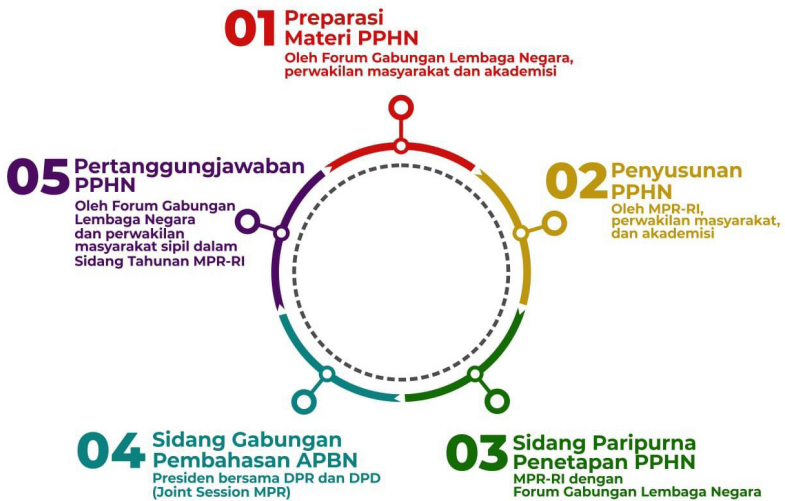 01 Preparasi
Materi PPHN
Oleh Forum Gabungan Lembaga Negara,
perwakilan masyarakat dan akademisi
02 Penyusunan
PPHN
Oleh MPR-RI,
perwakilan masyarakat,
dan akademisi
03 Sidang Paripurna
Penetapan PPHN
MPR-RI dengan
Forum Gabungan Lembaga Negara
04 Sidang Gabungan
Pembahasan APBN
Presiden bersama DPR dan DPD
(Joint Session MPR)
05 Pertanggungjawaban
PPHN
Oleh Forum Gabungan
Lembaga Negara
dan perwakilan
masyarakat sipil dalam
Sidang Tahunan MPR-RI